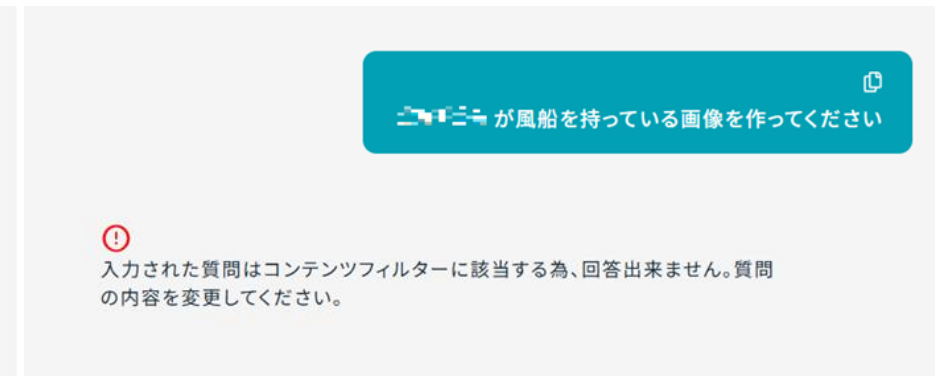 が風船を持っている画像を作ってください
入力された質問はコンテンツフィルターに該当する為、回答出来ません。質問
の内容を変更してください。